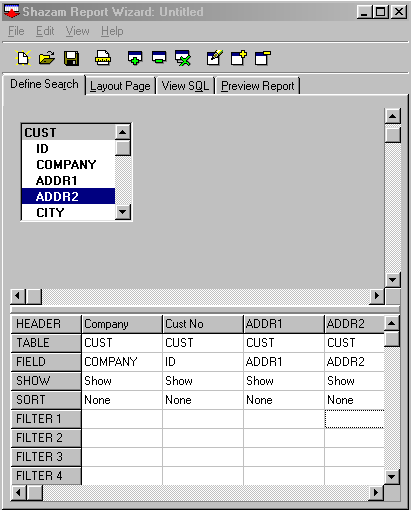 Shazam Report Wizard: Untitled
File Edit View Help
Define Search Layout Page View SQL Preview Report
CUST
ID
COMPANY
ADDR1
ADDR2
CITY
HEADER Company Cust No ADDR1 ADDR2
TABLE CUST CUST CUST CUST
FIELD COMPANY ID ADDR1 ADDR2
SHOW Show Show Show Show
SORT None None None None
FILTER 1
FILTER 2
FILTER 3
FILTER 4